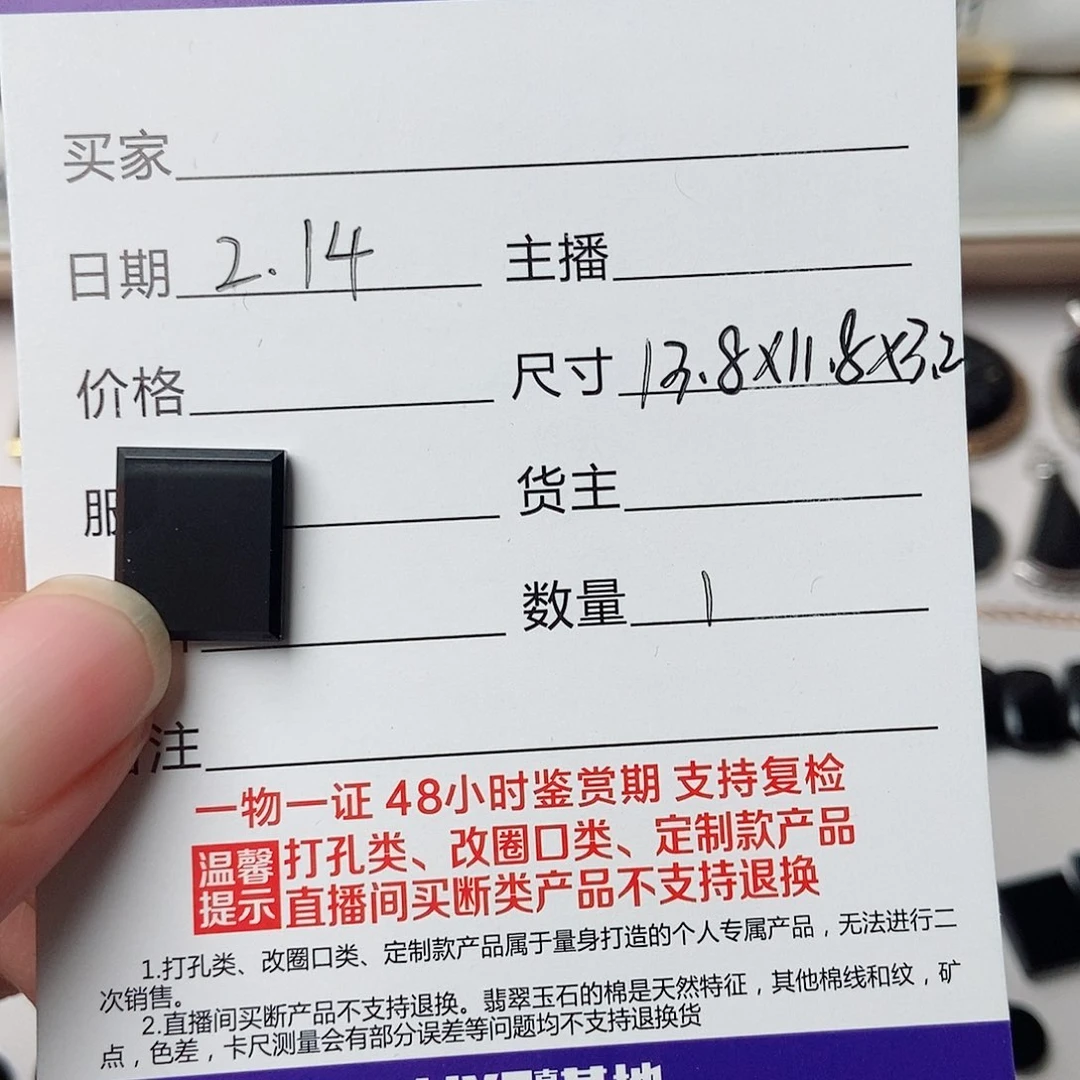 买家
日期 2.14 主播
价格 尺寸 13.8X11.8X3.2
服 货主
数量 1
注
一物一证 48小时鉴赏期 支持复检
温馨提示 打孔类、改圈口类、定制款产品
直播间买断类产品不支持退换
1.打孔类、改圈口类、定制款产品属于量身打造的个人专属产品，无法进行二
次销售。
2.直播间买断产品不支持退换。翡翠玉石的棉是天然特征，其他棉线和纹，矿
点，色差，卡尺测量会有部分误差等问题均不支持退换货